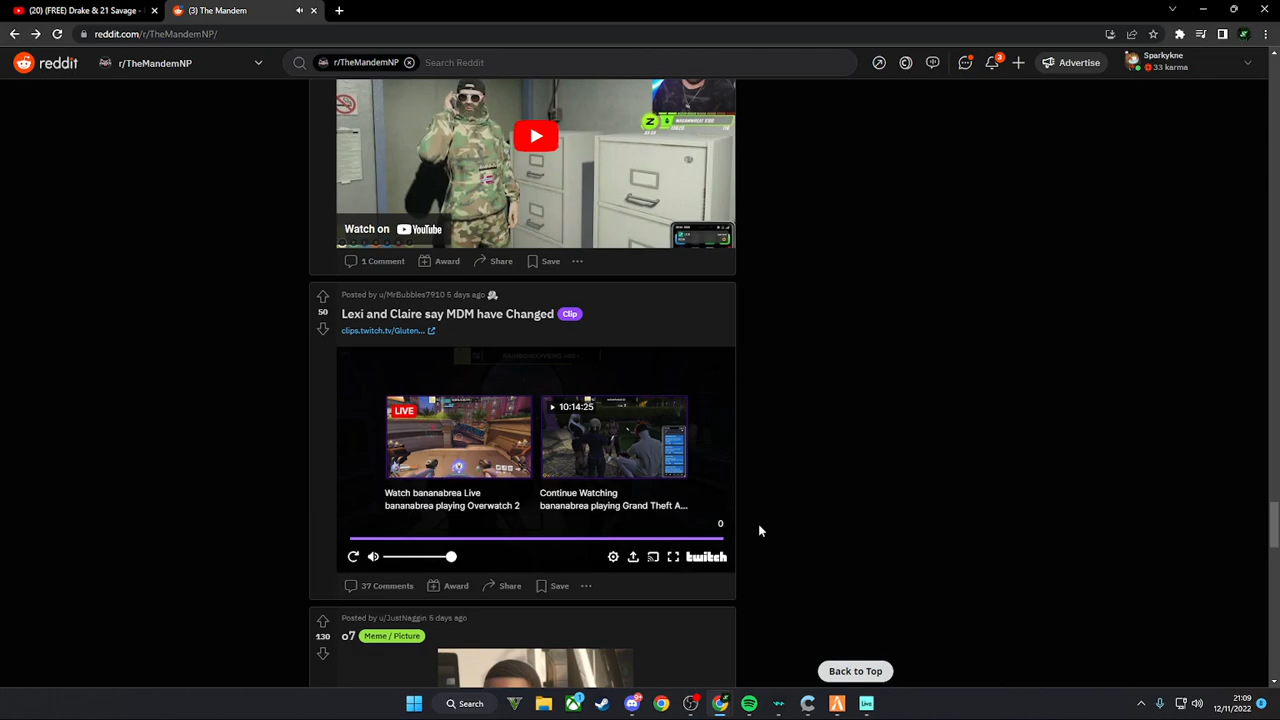 (20) (FREE) Drake & 21 Savage -
(3) The Mandem
reddit.com/r/TheMandemNP/
reddit
r/TheMandemNP
r/TheMandemNP
Search Reddit
3
Advertise
Sparkykne
33 karma
Watch on YouTube
1 Comment
Award
Share
Save
Posted by u/MrBubbles7910 5 days ago
50
Lexi and Claire say MDM have Changed
Clip
clips.twitch.tv/Gluten...
LIVE
10:14:25
Watch bananabrea Live
bananabrea playing Overwatch 2
Continue Watching
bananabrea playing Grand Theft A...
0
twitch
37 Comments
Award
Share
Save
Posted by u/JustNaggin 5 days ago
130
o7
Meme / Picture
Back to Top
Search
1
Live
21:09
12/11/2022